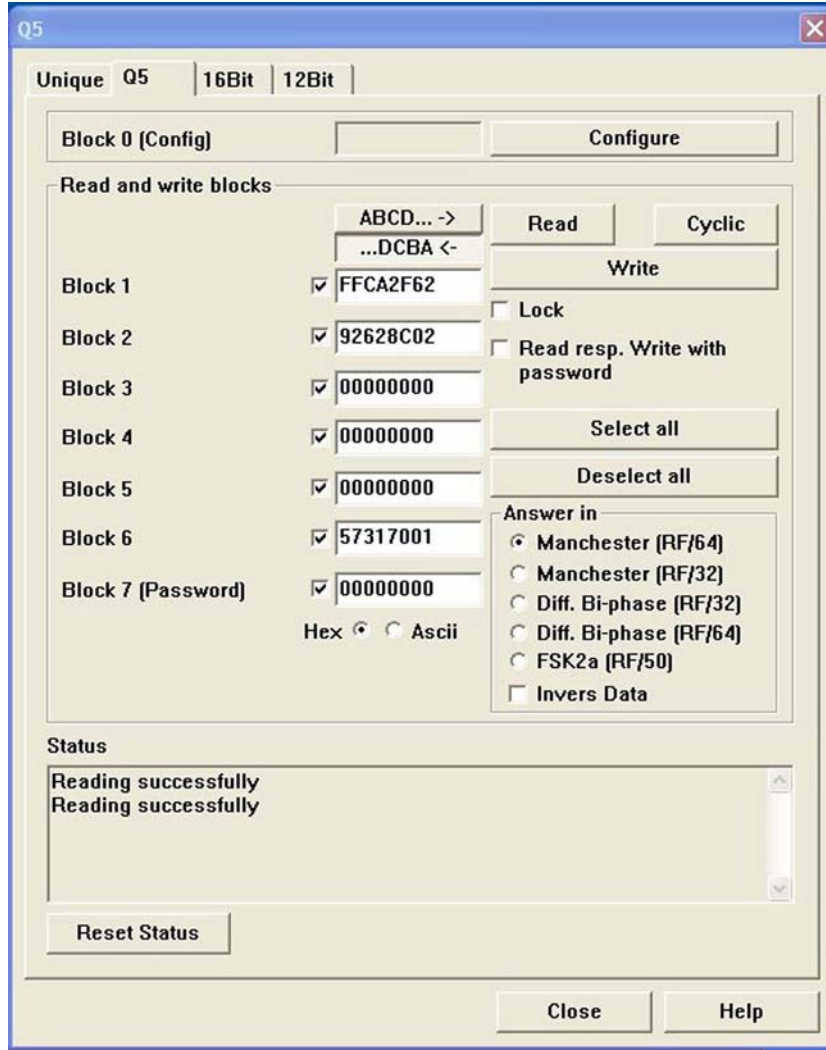 Q5
Unique Q5 16Bit 12Bit
Block 0 (Config) Configure
Read and write blocks
ABCD... -> Read Cyclic
...DCBA <-
Write
Block 1 FFCA2F62
Lock
Block 2 92628C02
Read resp. Write with
password
Block 3 00000000
Block 4 00000000 Select all
Block 5 00000000 Deselect all
Answer in
Block 6 57317001 Manchester (RF/64)
Manchester (RF/32)
Block 7 (Password) 00000000 Diff. Bi-phase (RF/32)
Diff. Bi-phase (RF/64)
Hex Ascii
FSK2a (RF/50)
Invers Data
Status
Reading successfully
Reading successfully
Reset Status
Close Help